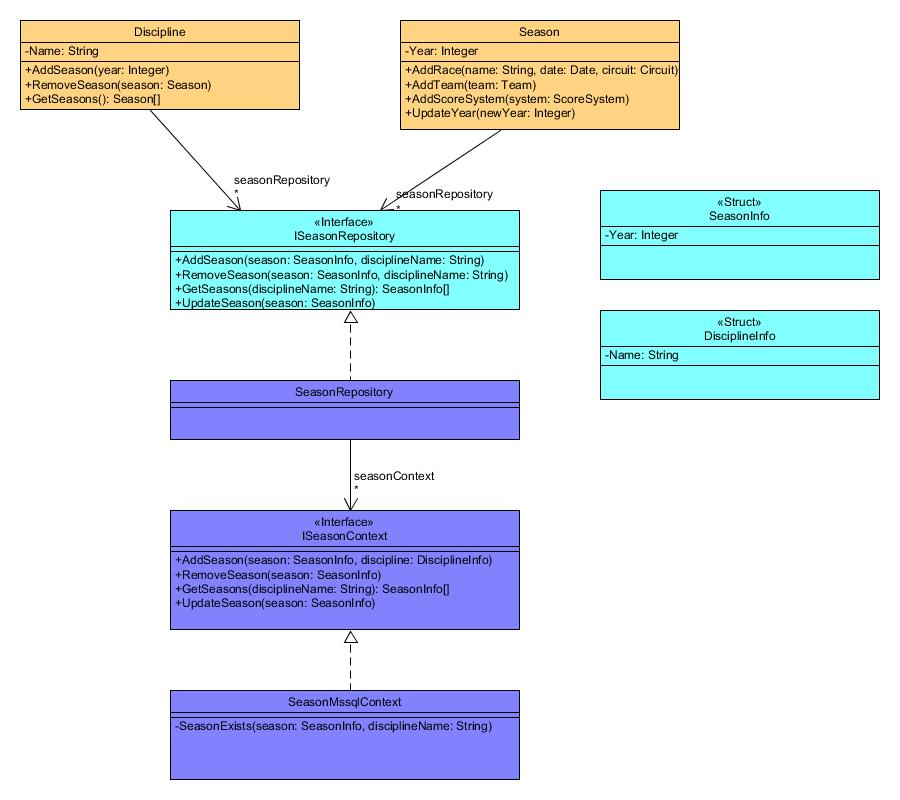 Discipline
-Name: String
+AddSeason(year: Integer)
+RemoveSeason(season: Season)
+GetSeasons(): Season[]
Season
-Year: Integer
+AddRace(name: String, date: Date, circuit: Circuit)
+AddTeam(team: Team)
+AddScoreSystem(system: ScoreSystem)
+UpdateYear(newYear: Integer)
seasonRepository
*
seasonRepository
*
«Interface»
ISeasonRepository
+AddSeason(season: SeasonInfo, disciplineName: String)
+RemoveSeason(season: SeasonInfo, disciplineName: String)
+GetSeasons(disciplineName: String): SeasonInfo[]
+UpdateSeason(season: SeasonInfo)
«Struct»
SeasonInfo
-Year: Integer
«Struct»
DisciplineInfo
-Name: String
SeasonRepository
seasonContext
*
«Interface»
ISeasonContext
+AddSeason(season: SeasonInfo, discipline: DisciplineInfo)
+RemoveSeason(season: SeasonInfo)
+GetSeasons(disciplineName: String): SeasonInfo[]
+UpdateSeason(season: SeasonInfo)
SeasonMssqlContext
-SeasonExists(season: SeasonInfo, disciplineName: String)